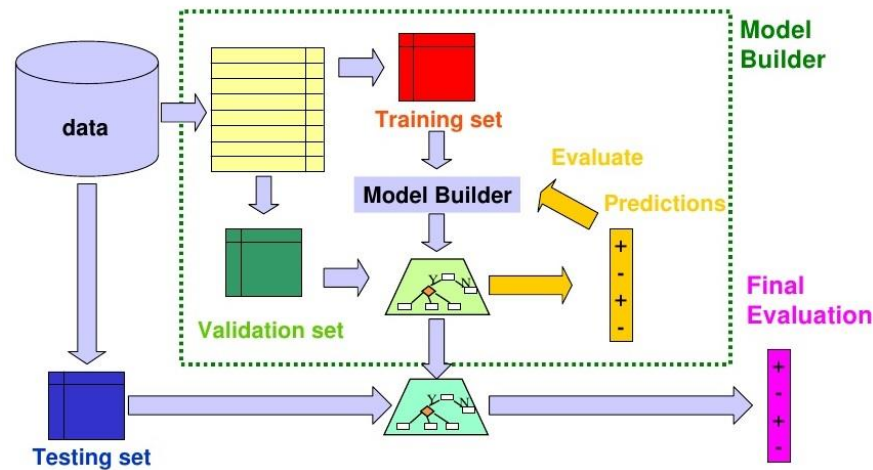 Model
Builder
data
Training set
Evaluate
Model Builder
Predictions
+
-
+
-
Y
N
Validation set
Final
Evaluation
+
-
+
-
Y
N
Testing set